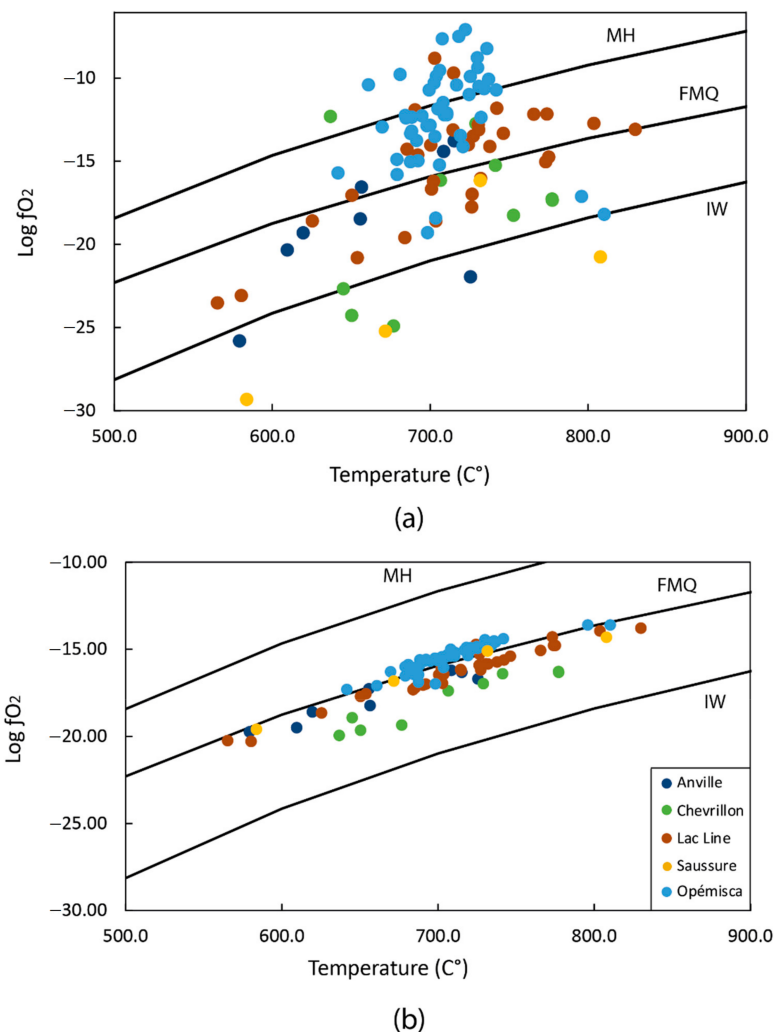 MH
−10
FMQ
−15
Log fO2
IW
−20
−25
−30
500.0 600.0 700.0 800.0 900.0
Temperature (C°)
(a)
−10.00
MH
FMQ
−15.00
Log fO2
IW
−20.00
Anville
Chevrillon
−25.00
Lac Line
Saussure
Opémisca
−30.00
500.0 600.0 700.0 800.0 900.0
Temperature (C°)
(b)